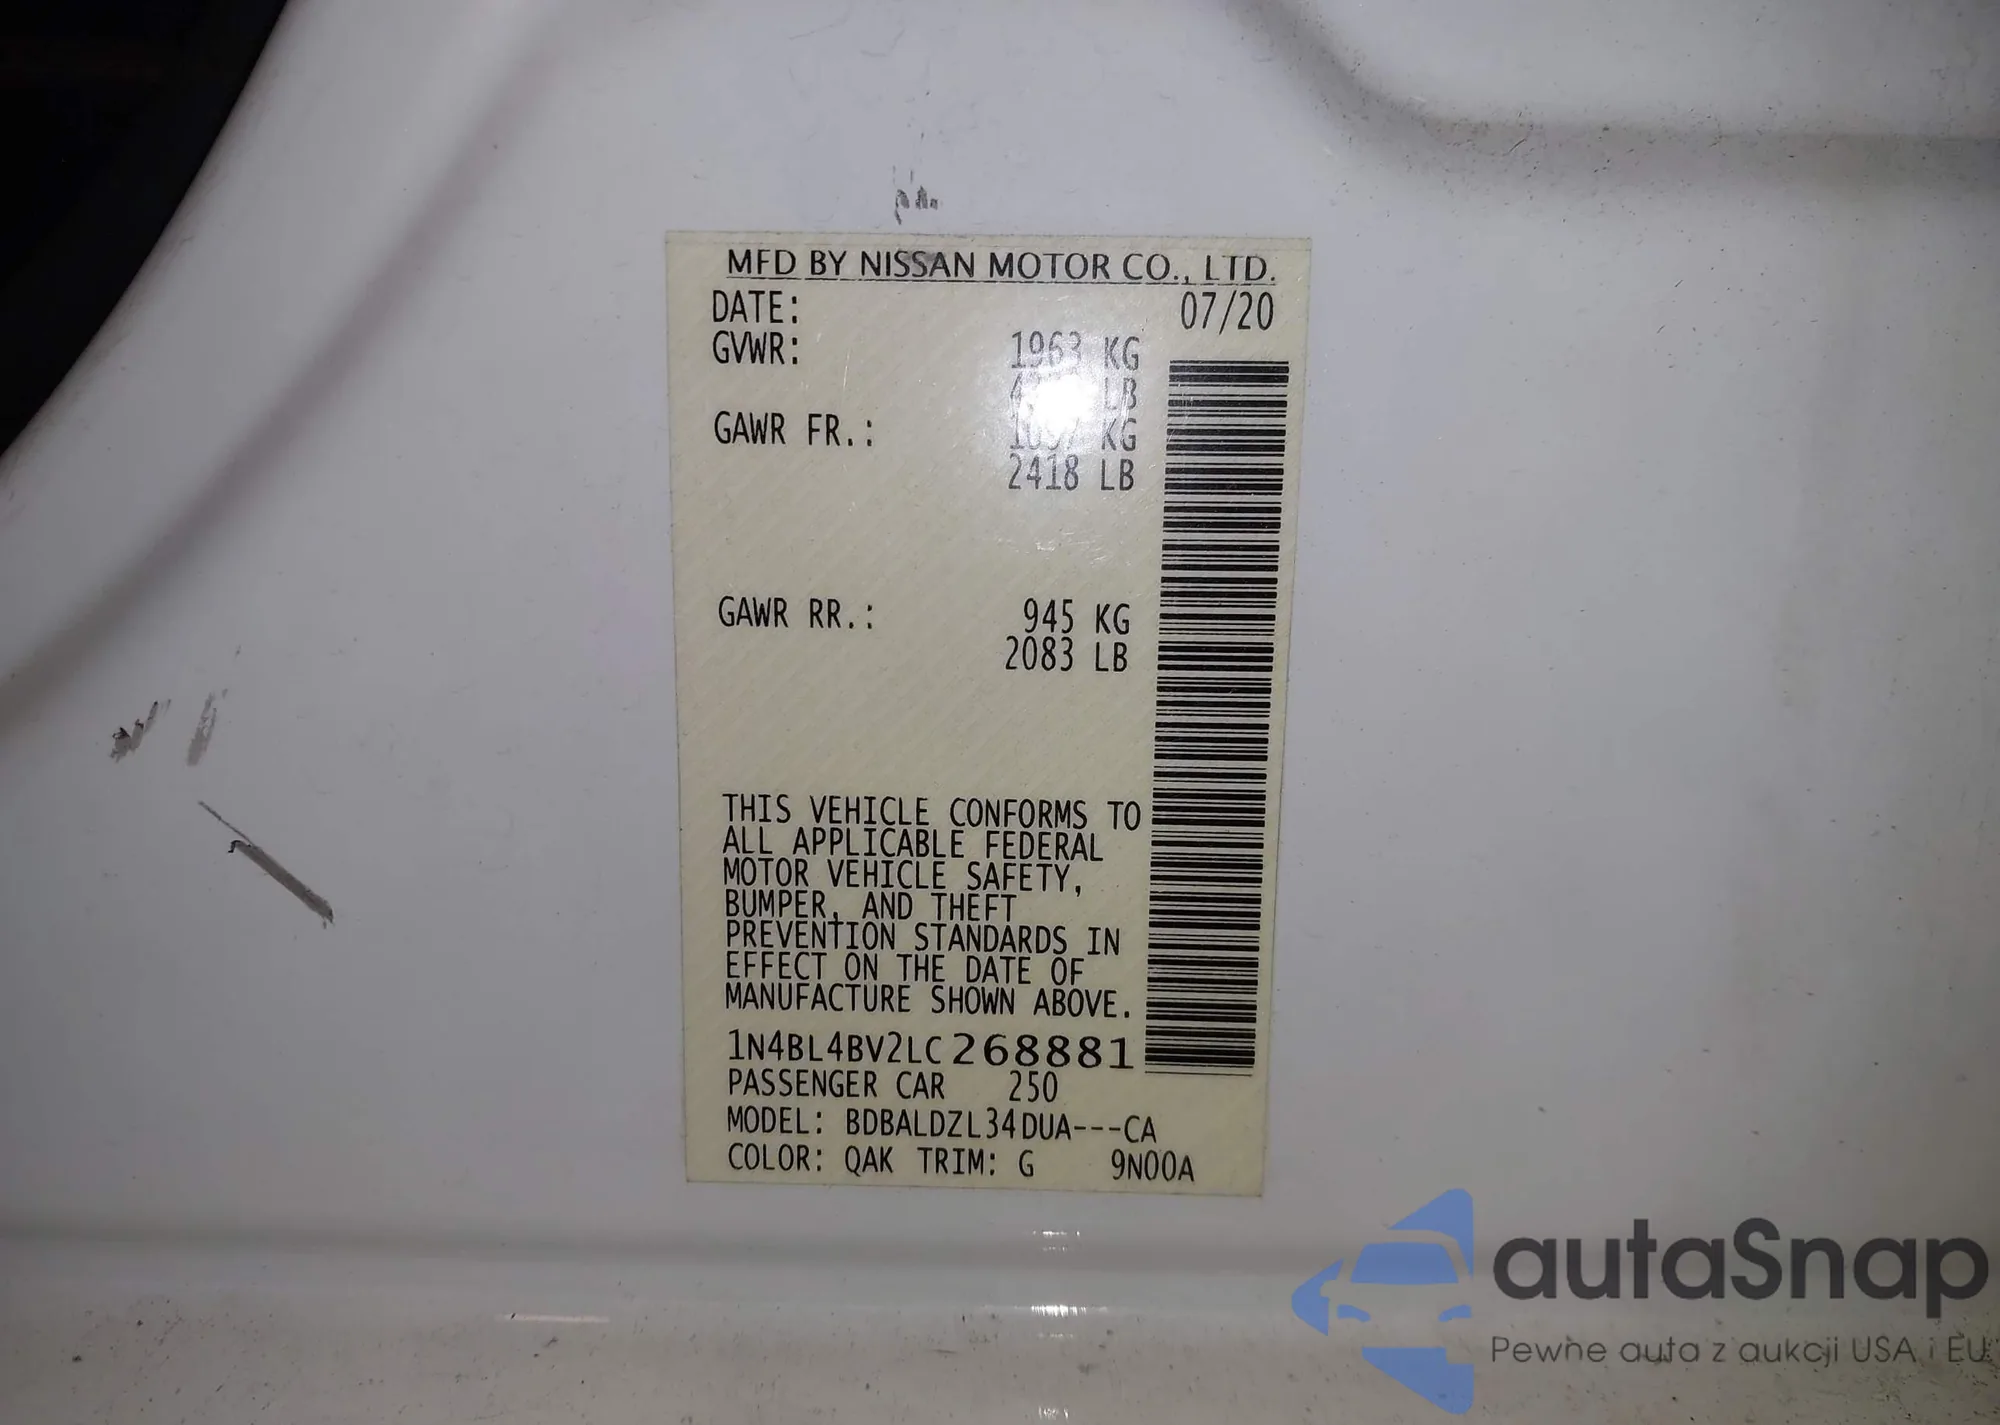 MFD BY NISSAN MOTOR CO., LTD.
DATE: 07/20
GVWR: 1963 KG
LB
GAWR FR.: KG
2418 LB
GAWR RR.: 945 KG
2083 LB
THIS VEHICLE CONFORMS TO
ALL APPLICABLE FEDERAL
MOTOR VEHICLE SAFETY,
BUMPER, AND THEFT
PREVENTION STANDARDS IN
EFFECT ON THE DATE OF
MANUFACTURE SHOWN ABOVE.
1N4BL4BV2LC268881
PASSENGER CAR 250
MODEL: BDBALDZL34DUA---CA
COLOR: QAK TRIM: G 9N00A
autaSnap
Pewne auta z aukcji USA i EU